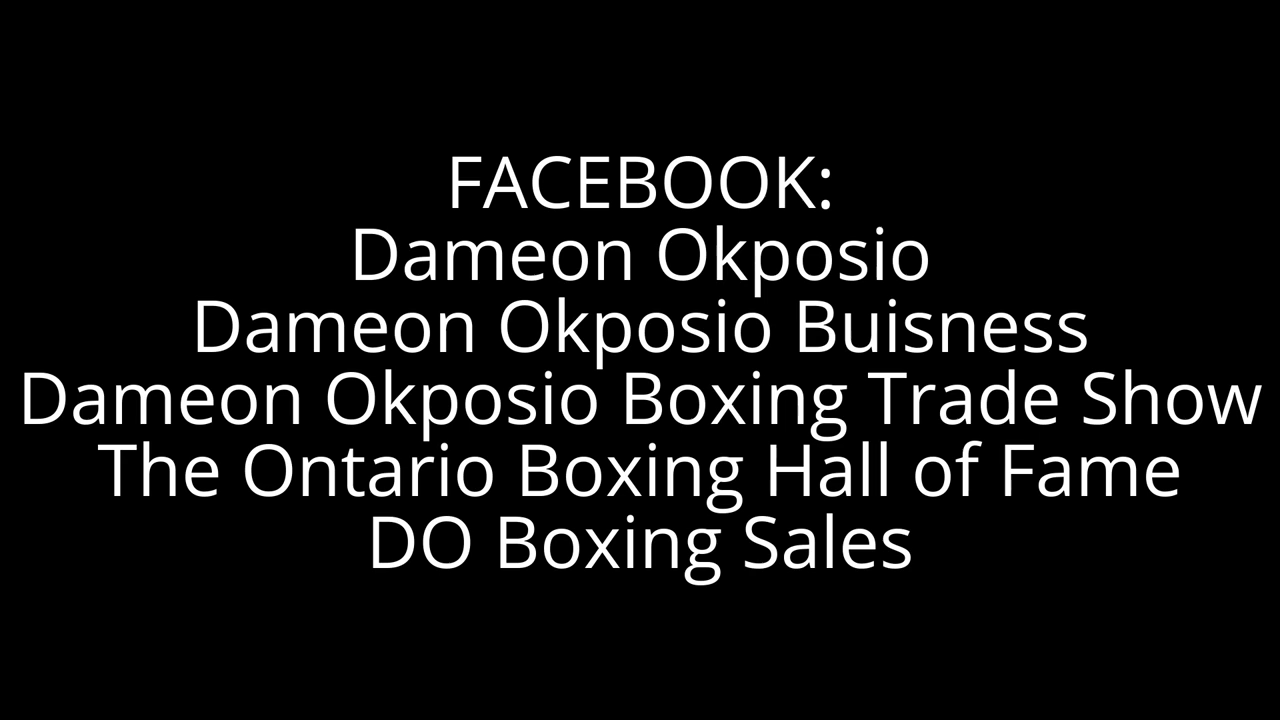 FACEBOOK:
Dameon Okposio
Dameon Okposio Buisness
Dameon Okposio Boxing Trade Show
The Ontario Boxing Hall of Fame
DO Boxing Sales